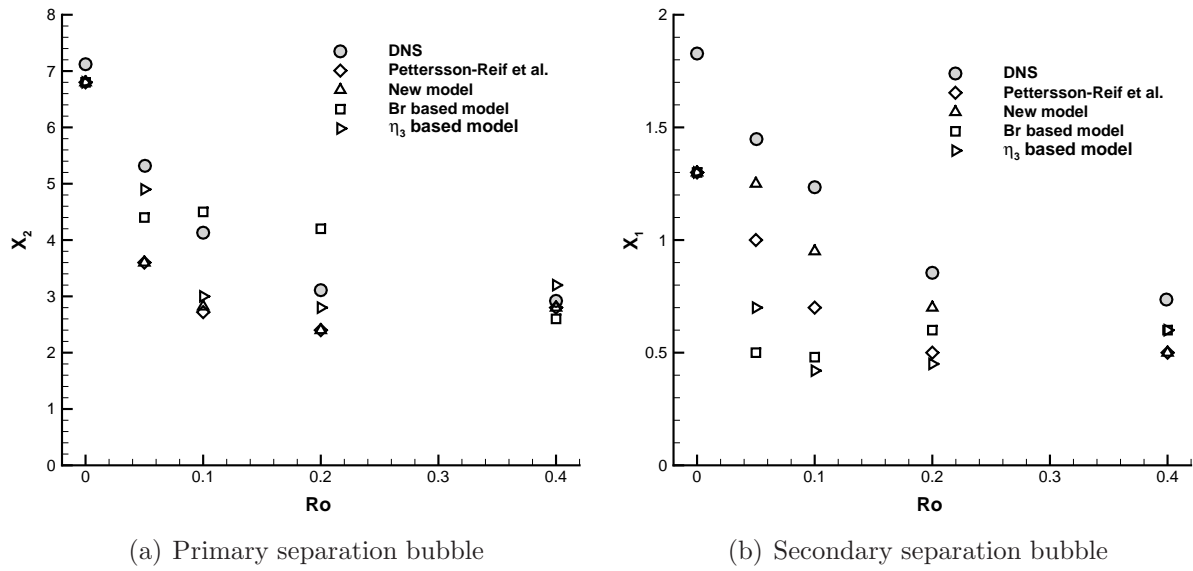 8
7
6
5
4
3
2
1
0
X2
0
0.1
0.2
0.3
0.4
Ro
DNS
Pettersson-Reif et al.
New model
Br based model
η3 based model
(a) Primary separation bubble
2
1.5
1
0.5
0
X1
0
0.1
0.2
0.3
0.4
Ro
DNS
Pettersson-Reif et al.
New model
Br based model
η3 based model
(b) Secondary separation bubble